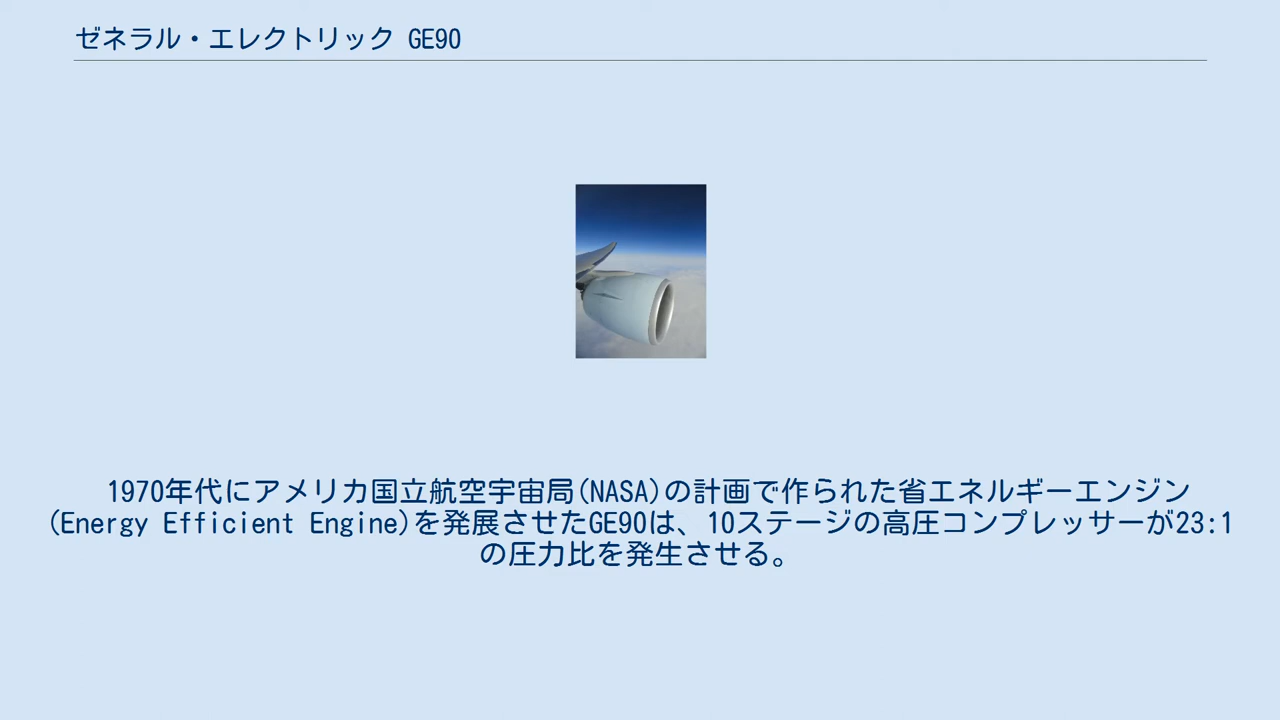 ゼネラル・エレクトリック GE90
1970年代にアメリカ国立航空宇宙局(NASA)の計画で作られた省エネルギーエンジン
(Energy Efficient Engine)を発展させたGE90は、10ステージの高圧コンプレッサーが23:1
の圧力比を発生させる。